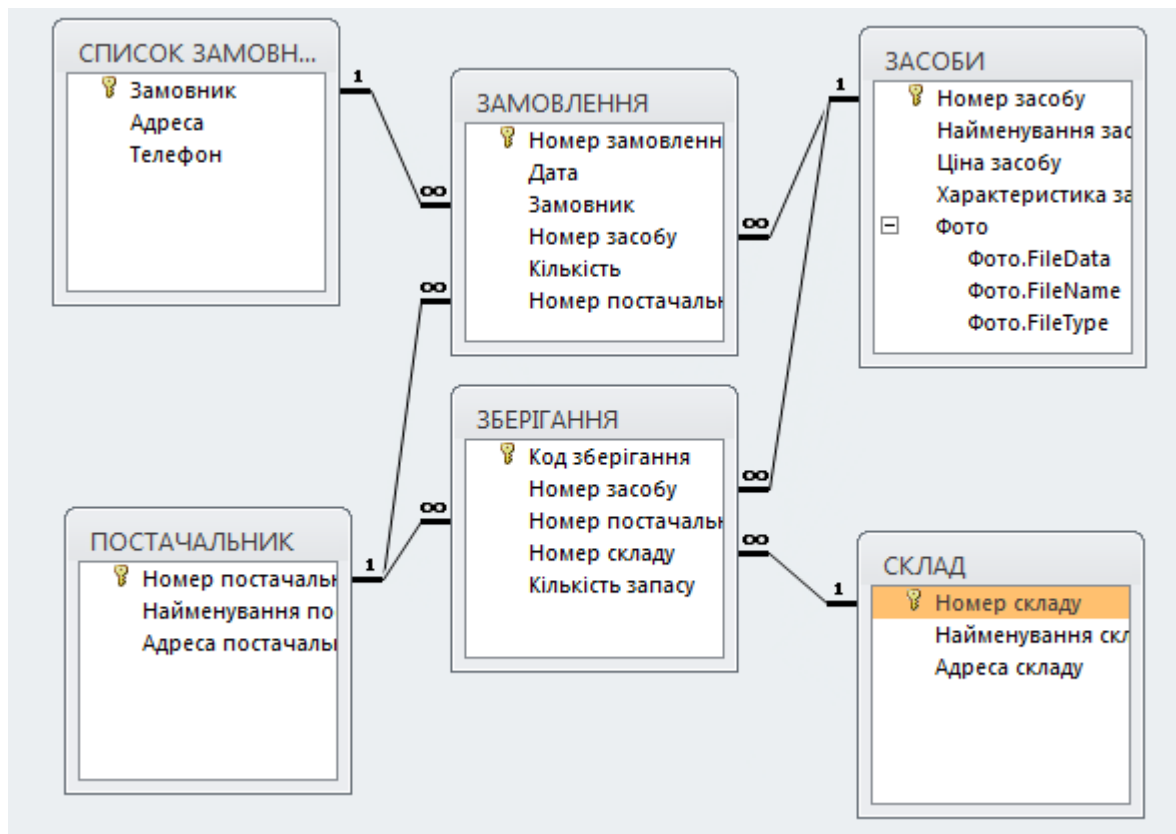 СПИСОК ЗАМОВН...
Замовник
Адреса
Телефон
1
∞
ЗАМОВЛЕННЯ
Номер замовленн
Дата
Замовник
Номер засобу
Кількість
Номер постачальн
∞
∞
ЗАСОБИ
Номер засобу
Найменування зас
Ціна засобу
Характеристика за
Фото
Фото.FileData
Фото.FileName
Фото.FileType
1
ЗБЕРІГАННЯ
Код зберігання
Номер засобу
Номер постачальн
Номер складу
Кількість запасу
∞
∞
∞
ПОСТАЧАЛЬНИК
Номер постачальн
Найменування по
Адреса постачаль
1
СКЛАД
Номер складу
Найменування скл
Адреса складу
1